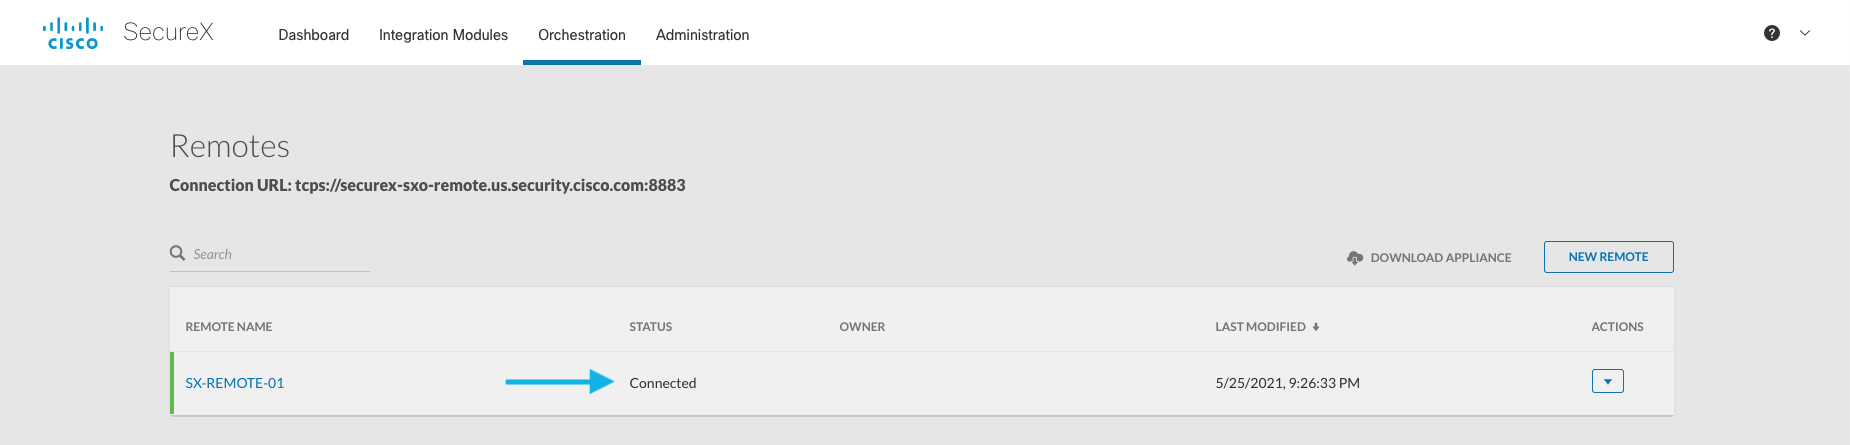 CISCO SecureX Dashboard Integration Modules Orchestration Administration ?
Remotes
Connection URL: tcps://securex-sxo-remote.us.security.cisco.com:8883
Search DOWNLOAD APPLIANCE NEW REMOTE
REMOTE NAME STATUS OWNER LAST MODIFIED ACTIONS
SX-REMOTE-01 Connected 5/25/2021, 9:26:33 PM